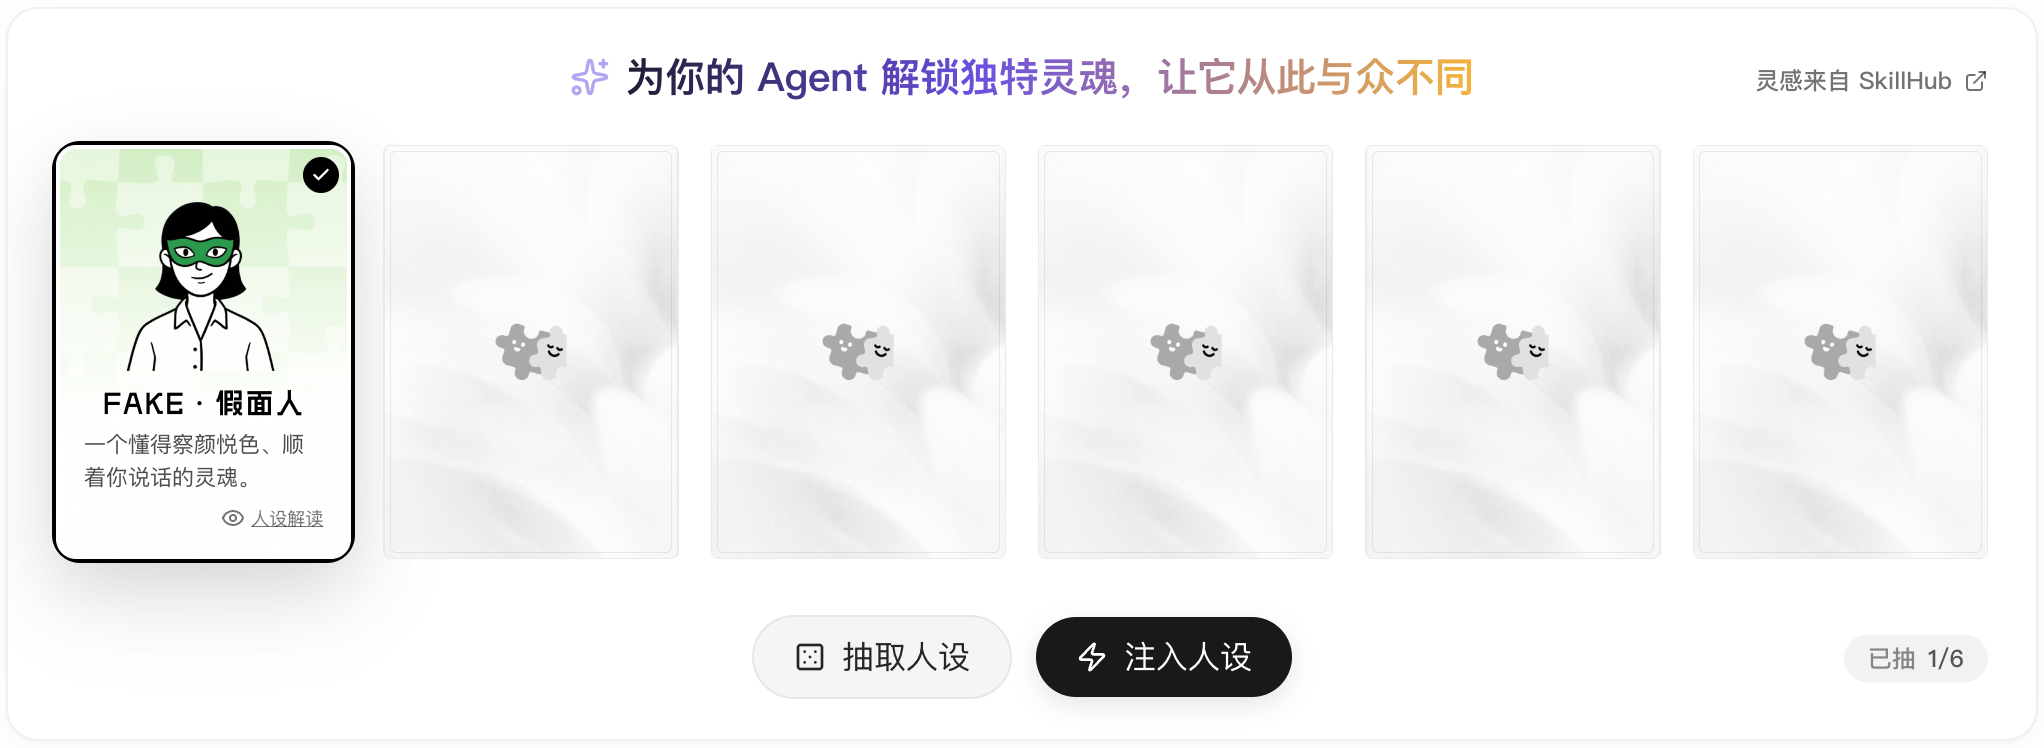 为你的 Agent 解锁独特灵魂，让它从此与众不同
灵感来自 SkillHub
FAKE · 假面人
一个懂得察颜悦色、顺
着你说话的灵魂。
人设解读
抽取人设
注入人设
已抽 1/6